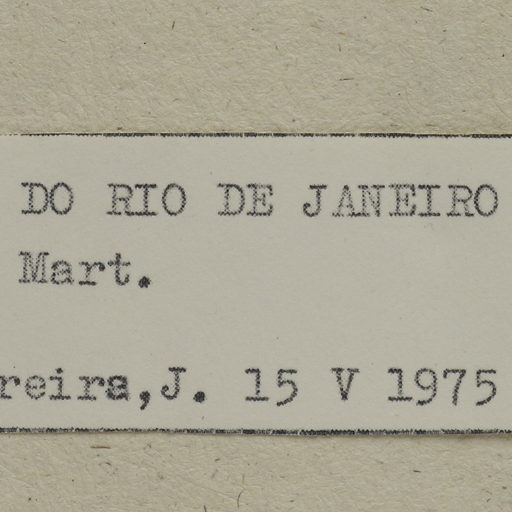 DO RIO DE JANEIRO
Mart.
reira,J. 15 V 1975